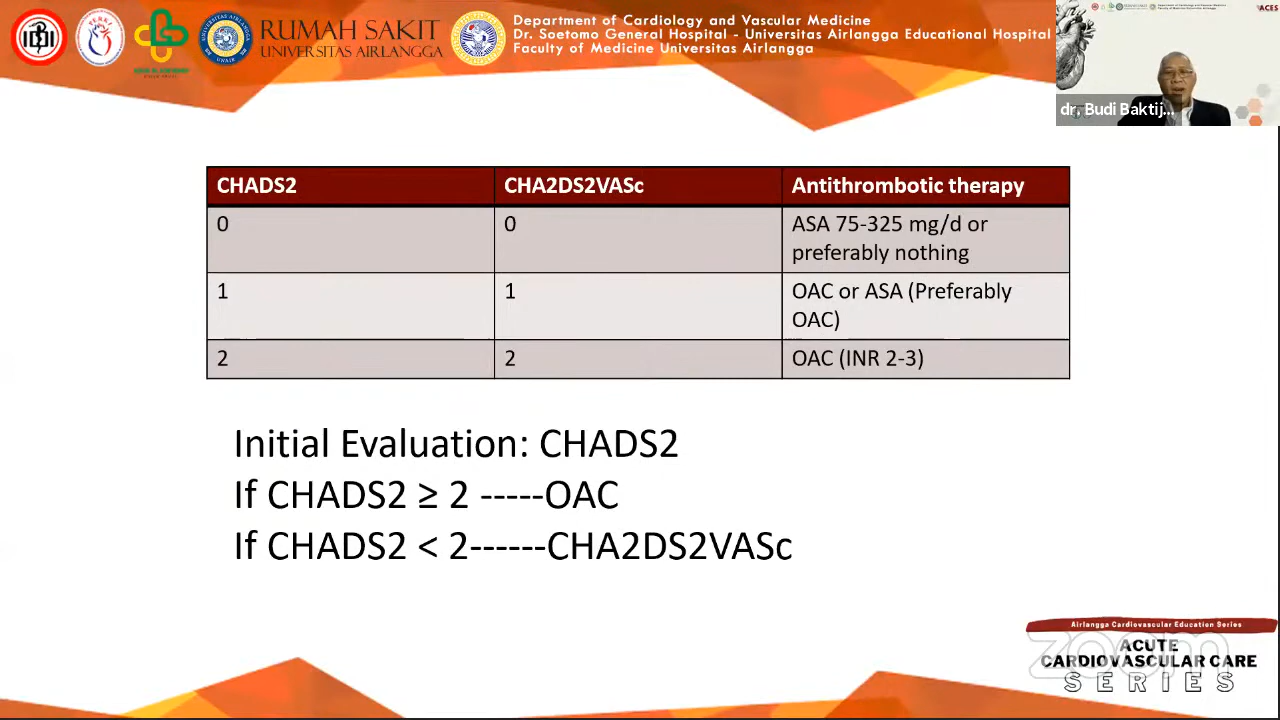 RUMAH SAKIT
UNIVERSITAS AIRLANGGA
Department of Cardiology and Vascular Medicine
Dr. Soetomo General Hospital - Universitas Airlangga Educational Hospital
Faculty of Medicine Universitas Airlangga
ACES
dr. Budi Baktij...
CHADS2 CHA2DS2VASc Antithrombotic therapy
0 0 ASA 75-325 mg/d or
preferably nothing
1 1 OAC or ASA (Preferably
OAC)
2 2 OAC (INR 2-3)
Initial Evaluation: CHADS2
If CHADS2 ≥ 2 -----OAC
If CHADS2 < 2------CHA2DS2VASc
Airlangga Cardiovascular Education Series
zoom
ACUTE
CARDIOVASCULAR CARE
SERIES